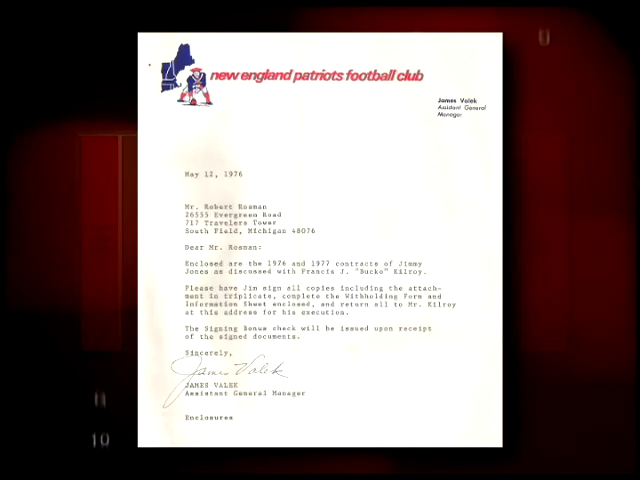 new england patriots football club
James Valek
Assistant General
Manager
May 12, 1976
Mr. Robert Rosman
26555 Evergreen Road
717 Travelers Tower
South Field, Michigan 48076
Dear Mr. Rosman:
Enclosed are the 1976 and 1977 contracts of Jimmy
Jones as discussed with Francis J. "Bucko" Kilroy.
Please have Jim sign all copies including the attach-
ment in triplicate, complete the Withholding Form and
Information Sheet enclosed, and return all to Mr. Kilroy
at this address for his execution.
The Signing Bonus check will be issued upon receipt
of the signed documents.
Sincerely,
James Valek
JAMES VALEK
Assistant General Manager
Enclosures
10